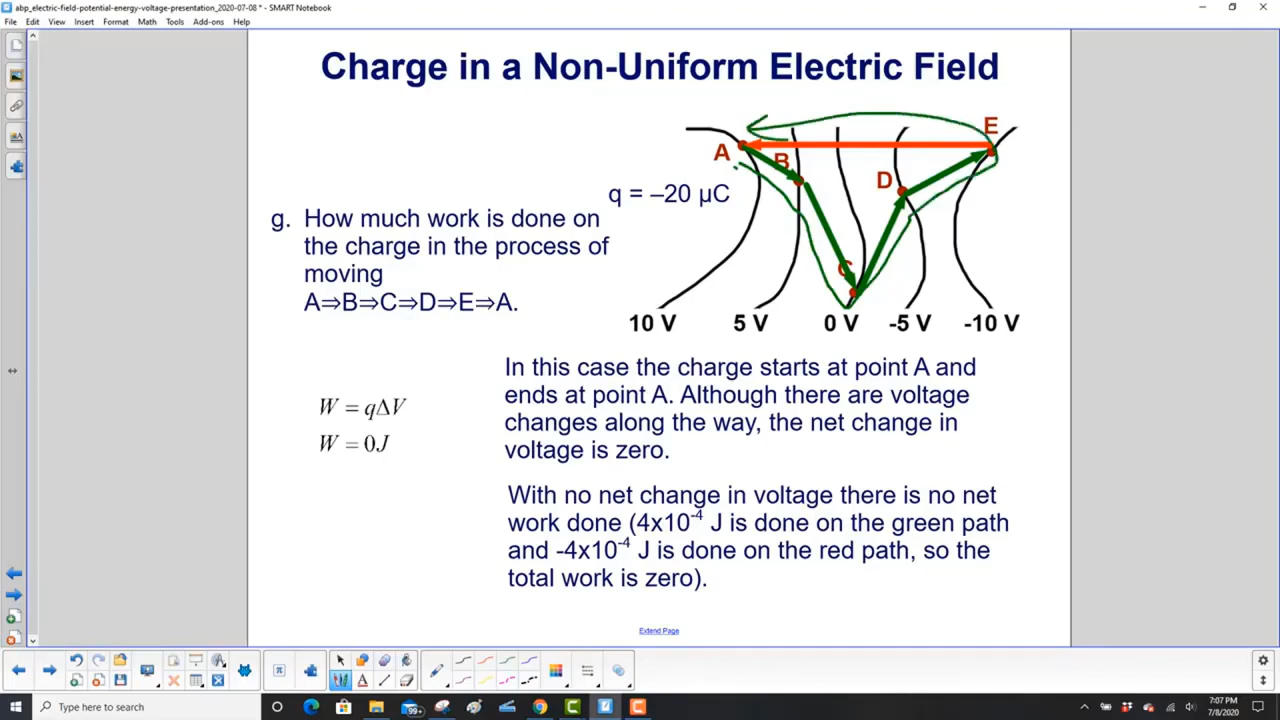 abp_electric-field-potential-energy-voltage-presentation_2020-07-08 * - SMART Notebook
File Edit View Insert Format Math Tools Add-ons Help
Charge in a Non-Uniform Electric Field
E
A
B
D
q = –20 μC
g. How much work is done on
the charge in the process of
moving
A⇒B⇒C⇒D⇒E⇒A.
C
10 V 5 V 0 V -5 V -10 V
In this case the charge starts at point A and
ends at point A. Although there are voltage
changes along the way, the net change in
voltage is zero.
W = qΔV
W = 0J
With no net change in voltage there is no net
work done (4x10⁻⁴ J is done on the green path
and -4x10⁻⁴ J is done on the red path, so the
total work is zero).
Extend Page
Type here to search
99+
7:07 PM
7/8/2020